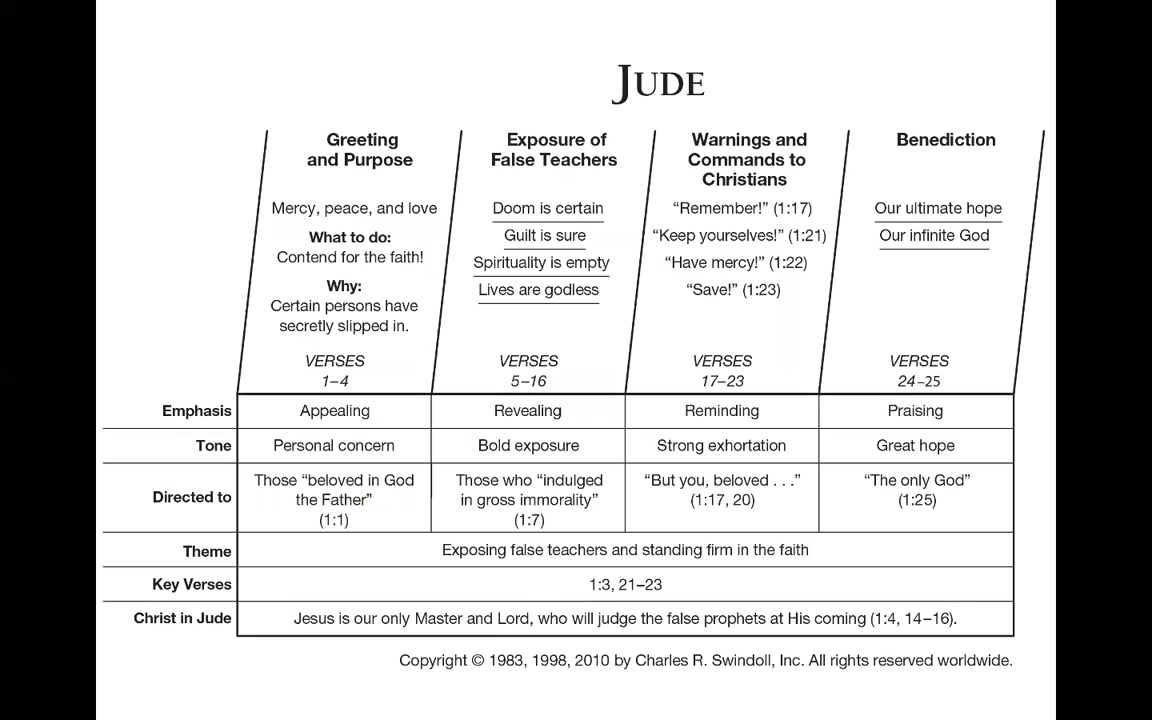 JUDE
Greeting
and Purpose
Mercy, peace, and love
What to do:
Contend for the faith!
Why:
Certain persons have
secretly slipped in.
VERSES
1–4
Exposure of
False Teachers
Doom is certain
Guilt is sure
Spirituality is empty
Lives are godless
VERSES
5–16
Warnings and
Commands to
Christians
“Remember!” (1:17)
“Keep yourselves!” (1:21)
“Have mercy!” (1:22)
“Save!” (1:23)
VERSES
17–23
Benediction
Our ultimate hope
Our infinite God
VERSES
24–25
Emphasis
Appealing
Revealing
Reminding
Praising
Tone
Personal concern
Bold exposure
Strong exhortation
Great hope
Directed to
Those “beloved in God
the Father”
(1:1)
Those who “indulged
in gross immorality”
(1:7)
“But you, beloved . . .”
(1:17, 20)
“The only God”
(1:25)
Theme
Exposing false teachers and standing firm in the faith
Key Verses
1:3, 21–23
Christ in Jude
Jesus is our only Master and Lord, who will judge the false prophets at His coming (1:4, 14–16).
Copyright © 1983, 1998, 2010 by Charles R. Swindoll, Inc. All rights reserved worldwide.